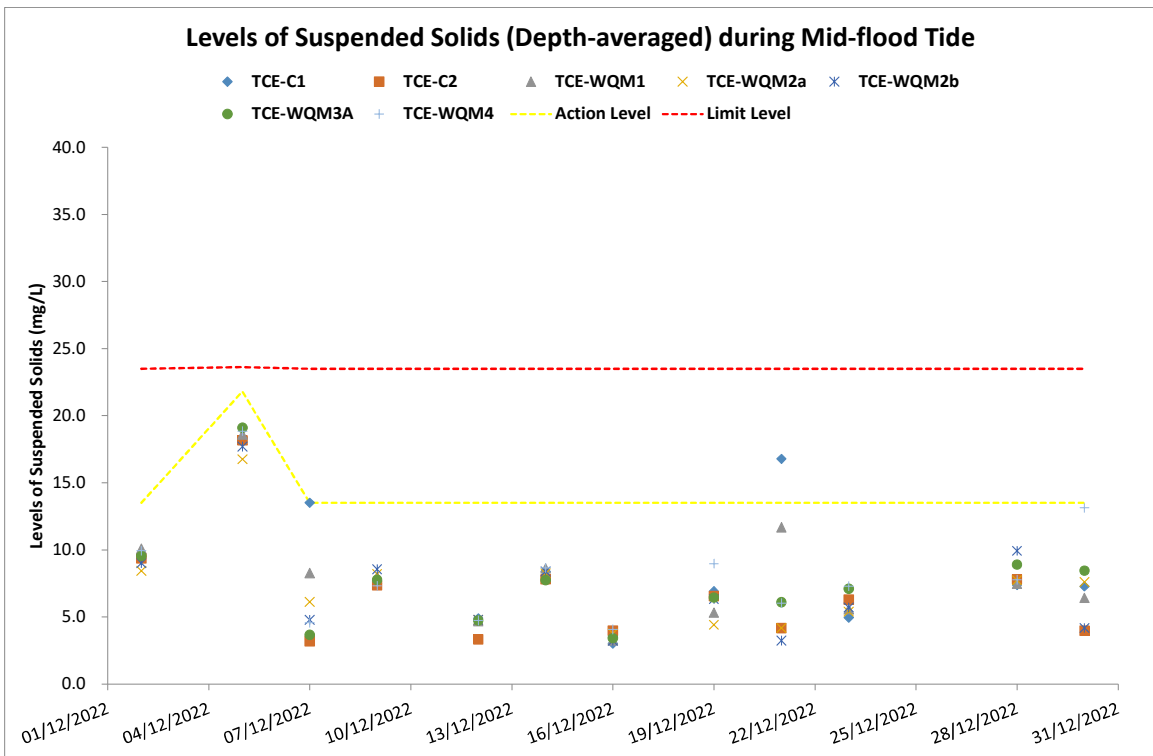 Levels of Suspended Solids (Depth-averaged) during Mid-flood Tide
TCE-C1 TCE-C2 TCE-WQM1 TCE-WQM2a TCE-WQM2b
TCE-WQM3A TCE-WQM4 Action Level Limit Level
Levels of Suspended Solids (mg/L)
40.0
35.0
30.0
25.0
20.0
15.0
10.0
5.0
0.0
01/12/2022 04/12/2022 07/12/2022 10/12/2022 13/12/2022 16/12/2022 19/12/2022 22/12/2022 25/12/2022 28/12/2022 31/12/2022